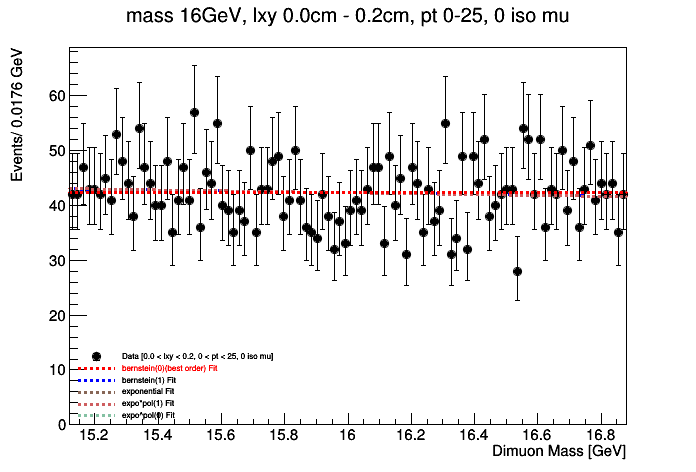 mass 16GeV, lxy 0.0cm - 0.2cm, pt 0-25, 0 iso mu
Events/ 0.0176 GeV
60
50
40
30
20
10
0
Data [0.0 < lxy < 0.2, 0 < pt < 25, 0 iso mu]
bernstein(0)(best order) Fit
bernstein(1) Fit
exponential Fit
expo*pol(1) Fit
expo*pol(0) Fit
15.2 15.4 15.6 15.8 16 16.2 16.4 16.6 16.8
Dimuon Mass [GeV]